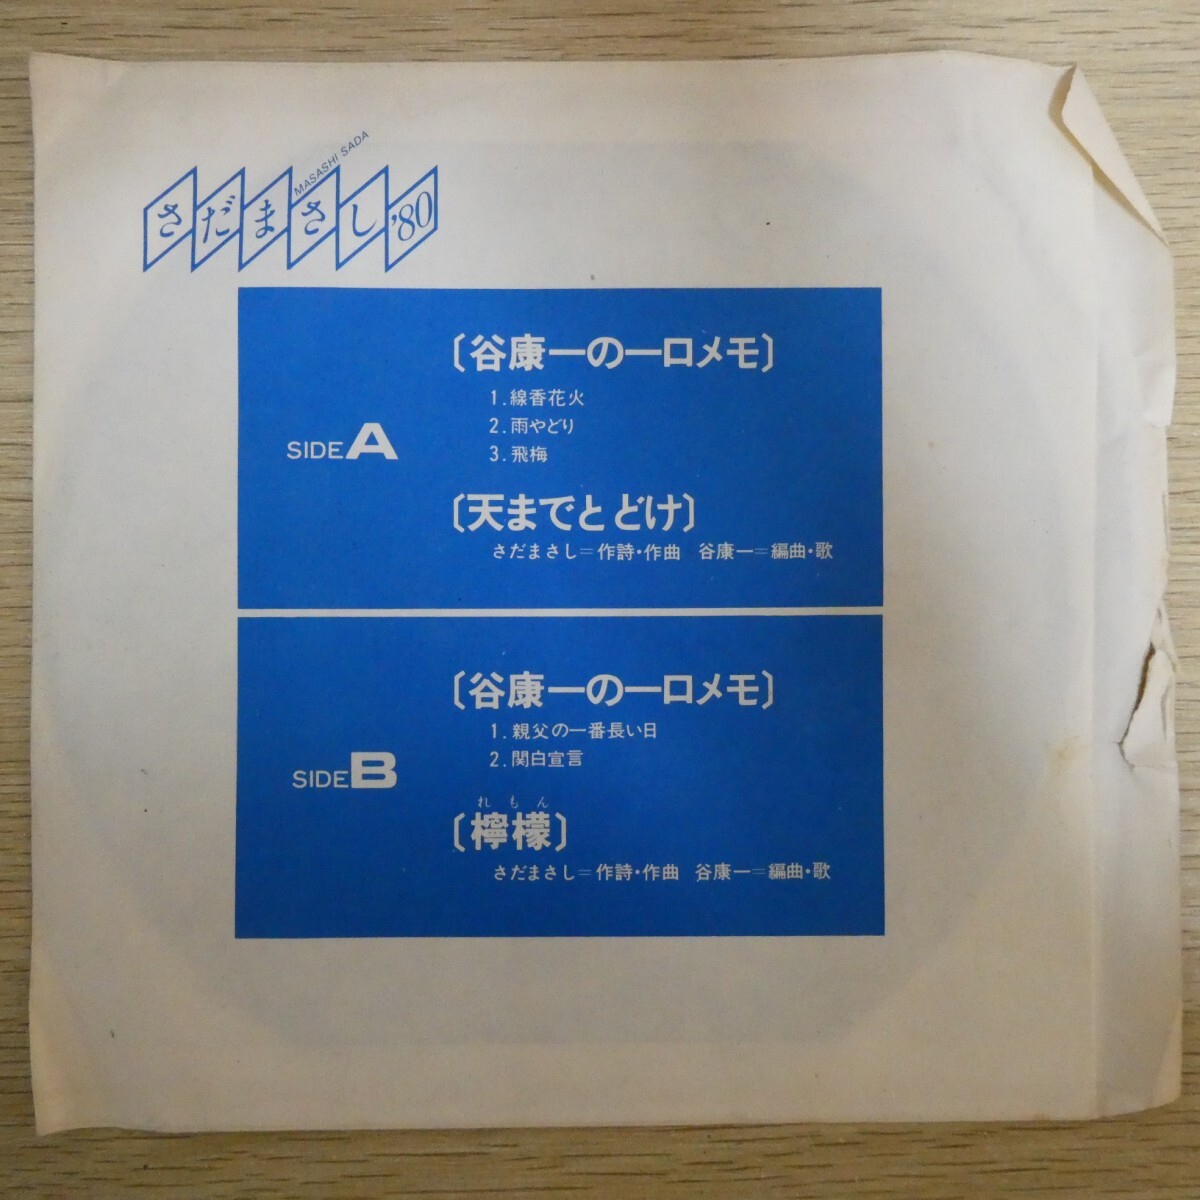 MASASHI SADA
さだまさし'80
SIDE A
〔谷康一の一口メモ〕
1.線香花火
2.雨やどり
3.飛梅
〔天までとどけ〕
さだまさし=作詩・作曲 谷康一=編曲・歌
SIDE B
〔谷康一の一口メモ〕
1.親父の一番長い日
2.関白宣言
れもん
〔檸檬〕
さだまさし=作詩・作曲 谷康一=編曲・歌